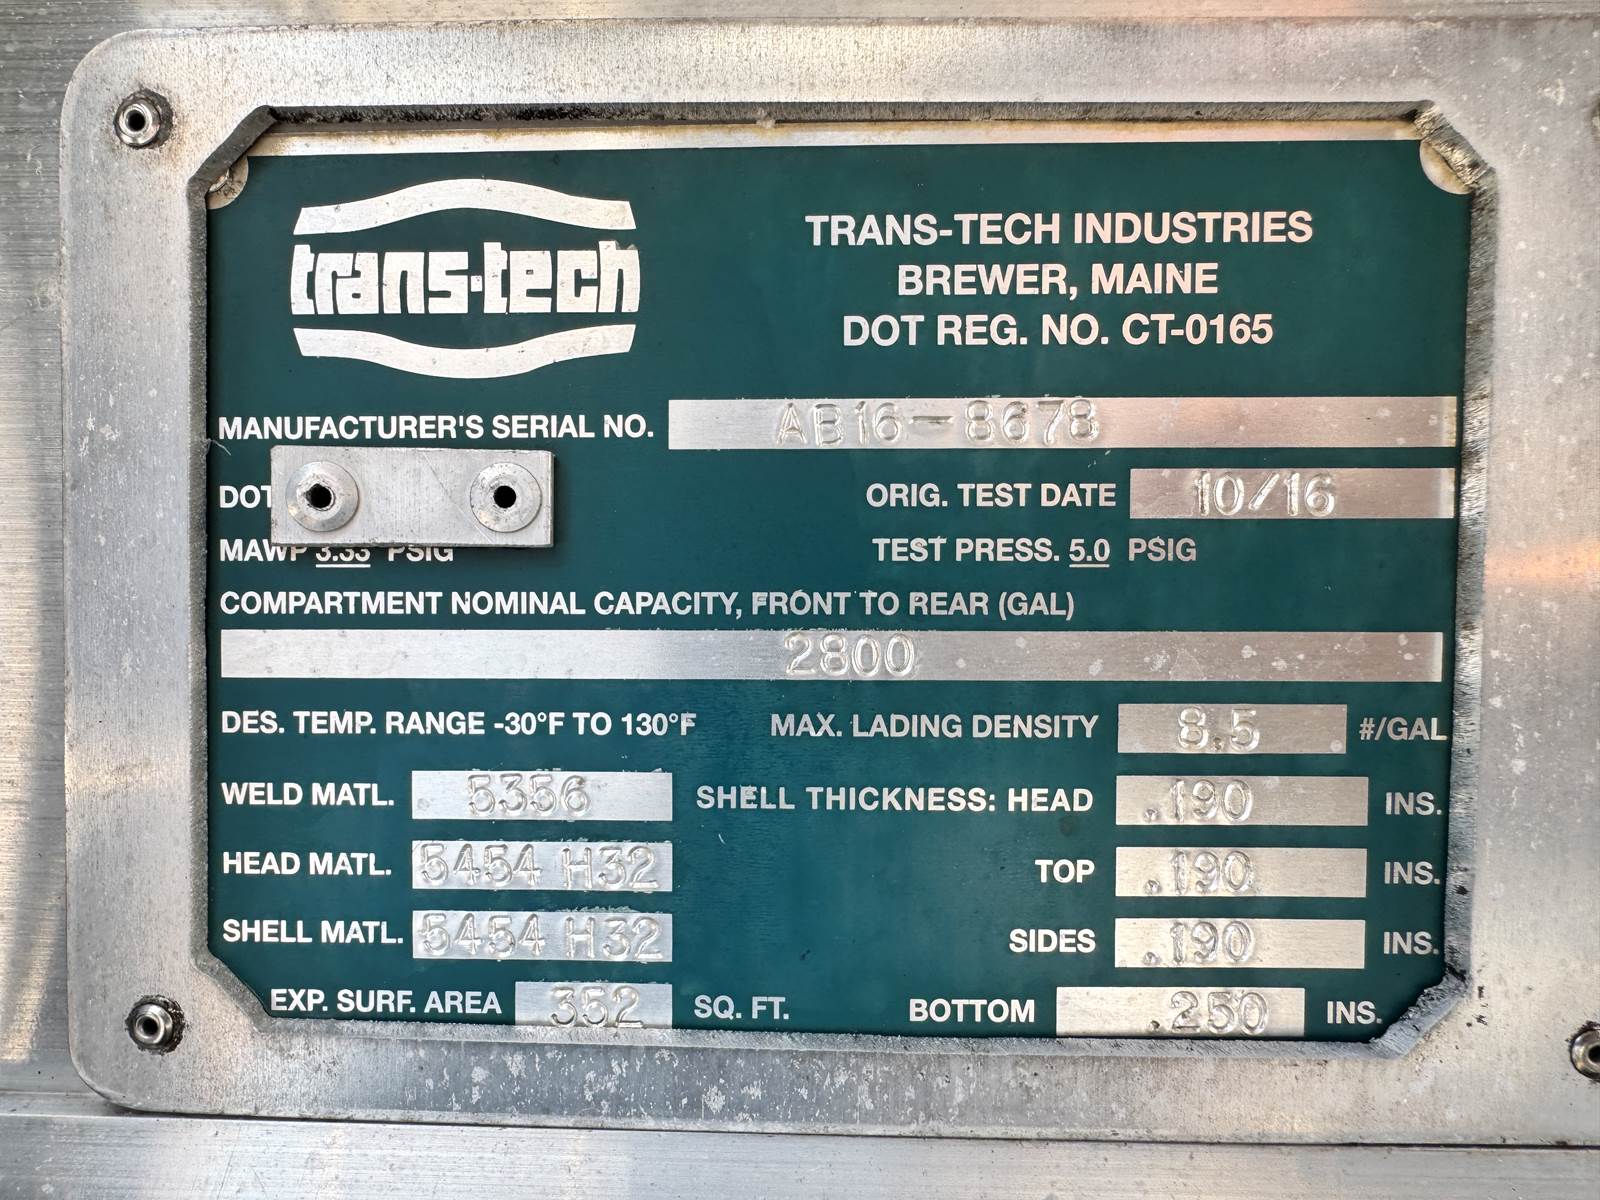 trans-tech
TRANS-TECH INDUSTRIES
BREWER, MAINE
DOT REG. NO. CT-0165
MANUFACTURER'S SERIAL NO. AB16-8678
DOT ORIG. TEST DATE 10/16
MAWP 3.33 PSIG TEST PRESS. 5.0 PSIG
COMPARTMENT NOMINAL CAPACITY, FRONT TO REAR (GAL)
2800
DES. TEMP. RANGE -30°F TO 130°F MAX. LADING DENSITY 8.5 #/GAL
WELD MATL. 5356 SHELL THICKNESS: HEAD .190 INS.
HEAD MATL. 5454 H32 TOP .190 INS.
SHELL MATL. 5454 H32 SIDES .190 INS.
EXP. SURF. AREA 352 SQ. FT. BOTTOM .250 INS.